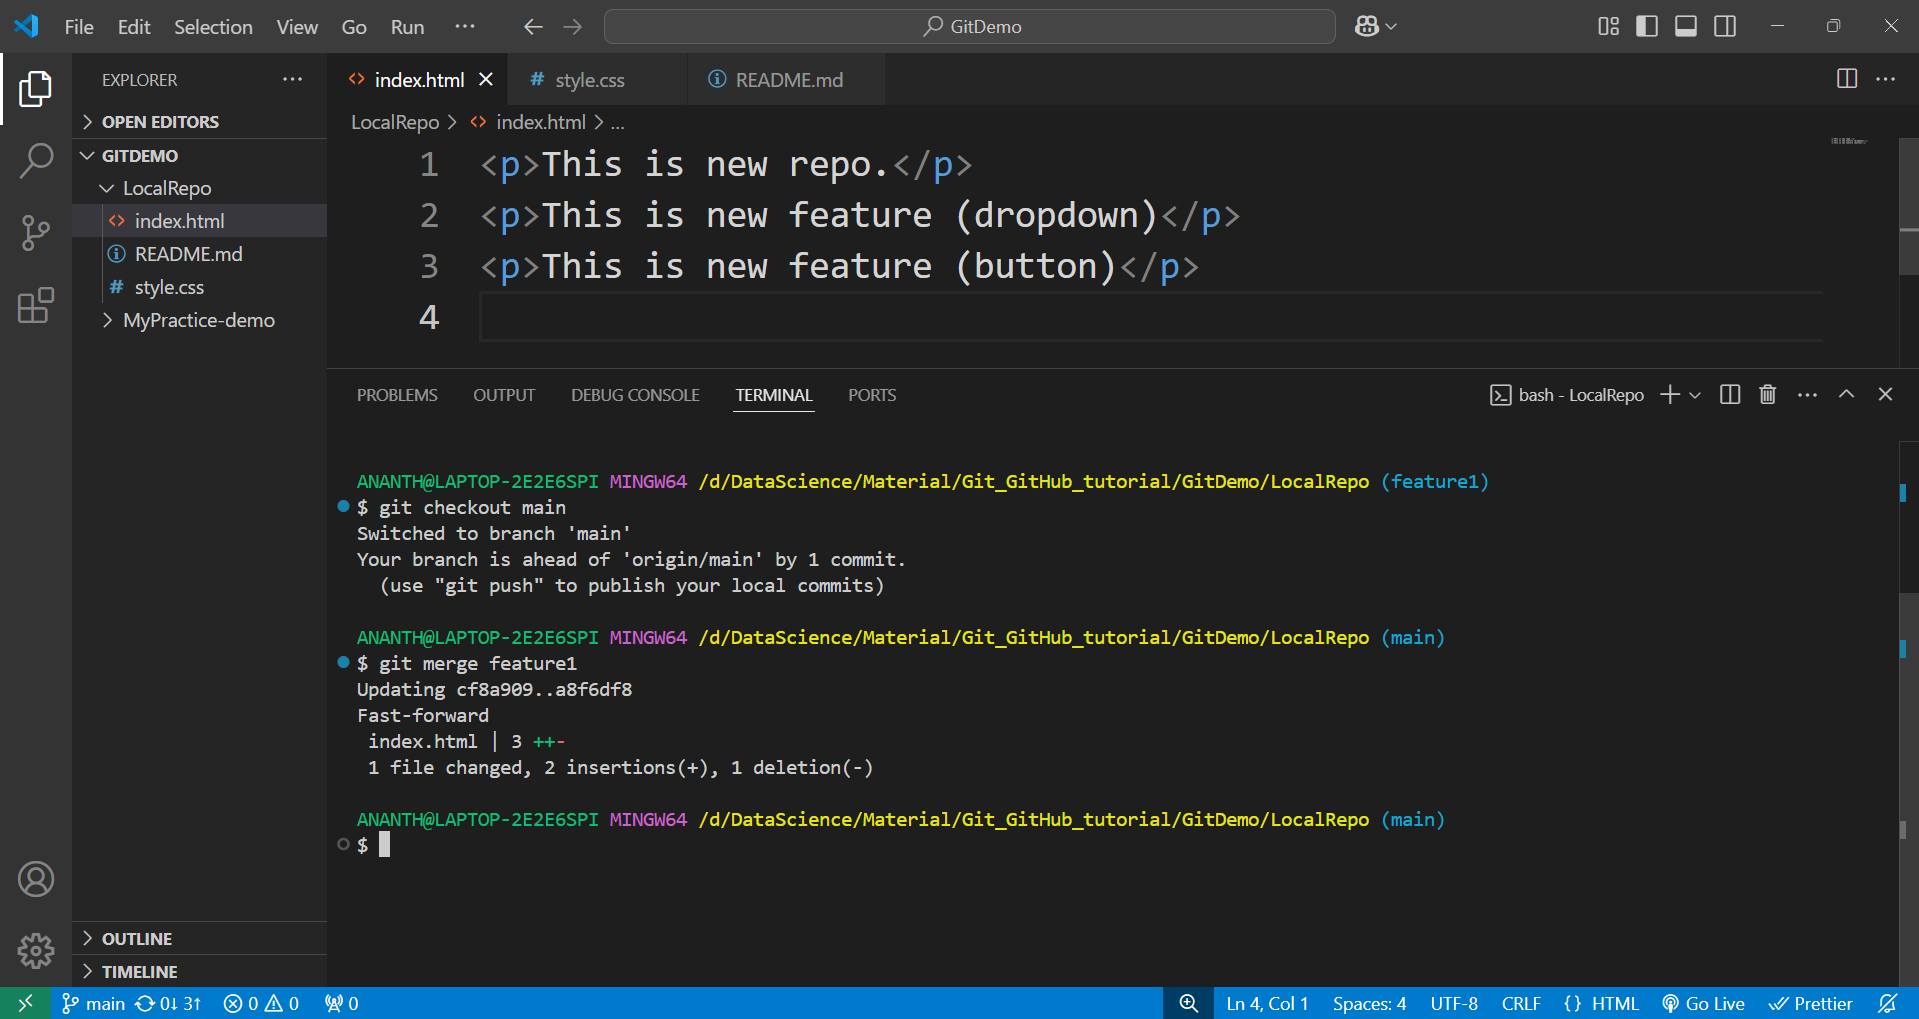 File Edit Selection View Go Run ··· GitDemo
EXPLORER ···
OPEN EDITORS
GITDEMO
LocalRepo
index.html
README.md
style.css
MyPractice-demo
OUTLINE
TIMELINE
index.html # style.css README.md
LocalRepo > <> index.html > ...
1 <p>This is new repo.</p>
2 <p>This is new feature (dropdown)</p>
3 <p>This is new feature (button)</p>
4
PROBLEMS OUTPUT DEBUG CONSOLE TERMINAL PORTS bash - LocalRepo
ANANTH@LAPTOP-2E2E6SPI MINGW64 /d/DataScience/Material/Git_GitHub_tutorial/GitDemo/LocalRepo (feature1)
$ git checkout main
Switched to branch 'main'
Your branch is ahead of 'origin/main' by 1 commit.
(use "git push" to publish your local commits)
ANANTH@LAPTOP-2E2E6SPI MINGW64 /d/DataScience/Material/Git_GitHub_tutorial/GitDemo/LocalRepo (main)
$ git merge feature1
Updating cf8a909..a8f6df8
Fast-forward
index.html | 3 ++-
1 file changed, 2 insertions(+), 1 deletion(-)
ANANTH@LAPTOP-2E2E6SPI MINGW64 /d/DataScience/Material/Git_GitHub_tutorial/GitDemo/LocalRepo (main)
$
main 0↓ 3↑ 0 0 0 Ln 4, Col 1 Spaces: 4 UTF-8 CRLF {} HTML Go Live Prettier